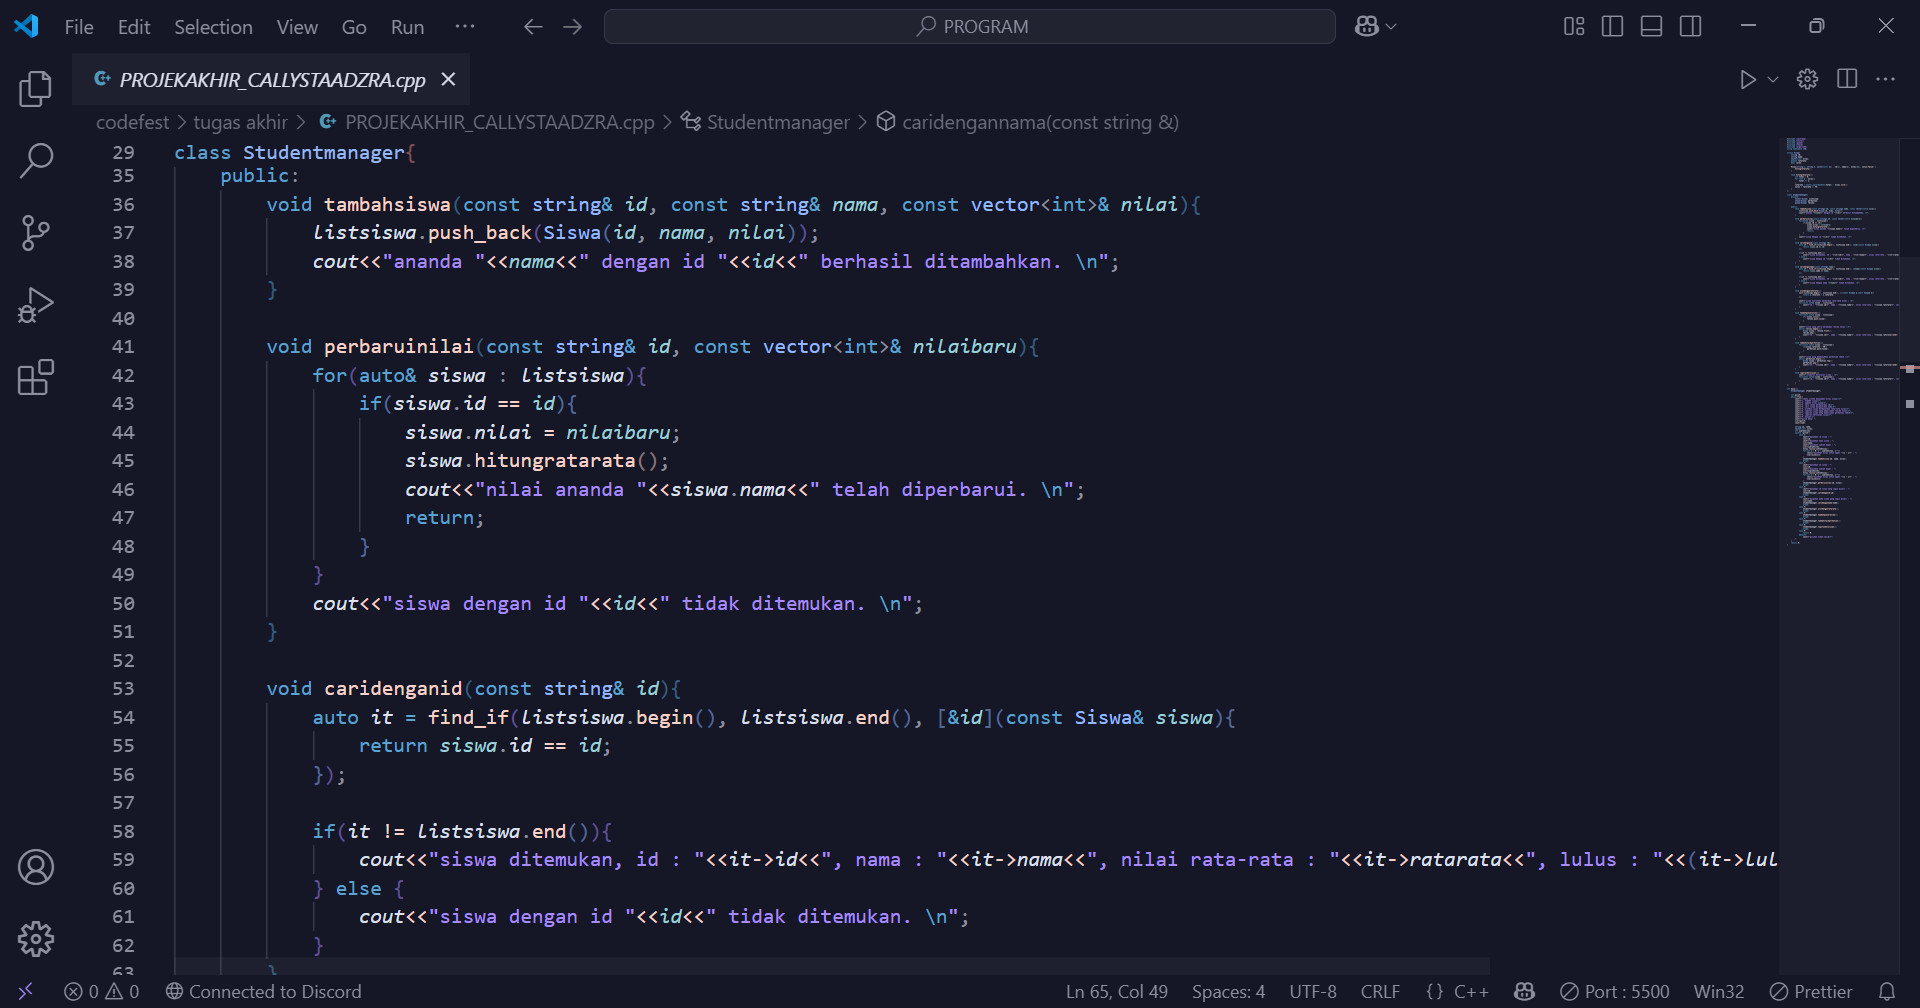 File Edit Selection View Go Run ··· PROGRAM
PROJEKAKHIR_CALLYSTAADZRA.cpp
codefest > tugas akhir > PROJEKAKHIR_CALLYSTAADZRA.cpp > Studentmanager > caridengannama(const string &)
29 class Studentmanager{
35 public:
36 void tambahsiswa(const string& id, const string& nama, const vector<int>& nilai){
37 listsiswa.push_back(Siswa(id, nama, nilai));
38 cout<<"ananda "<<nama<<" dengan id "<<id<<" berhasil ditambahkan. \n";
39 }
40
41 void perbaruinilai(const string& id, const vector<int>& nilaibaru){
42 for(auto& siswa : listsiswa){
43 if(siswa.id == id){
44 siswa.nilai = nilaibaru;
45 siswa.hitungratarata();
46 cout<<"nilai ananda "<<siswa.nama<<" telah diperbarui. \n";
47 return;
48 }
49 }
50 cout<<"siswa dengan id "<<id<<" tidak ditemukan. \n";
51 }
52
53 void caridenganid(const string& id){
54 auto it = find_if(listsiswa.begin(), listsiswa.end(), [&id](const Siswa& siswa){
55 return siswa.id == id;
56 });
57
58 if(it != listsiswa.end()){
59 cout<<"siswa ditemukan, id : "<<it->id<<", nama : "<<it->nama<<", nilai rata-rata : "<<it->ratarata<<", lulus : "<<(it->lul
60 } else {
61 cout<<"siswa dengan id "<<id<<" tidak ditemukan. \n";
62 }
63 }
0 0 Connected to Discord Ln 65, Col 49 Spaces: 4 UTF-8 CRLF {} C++ Port : 5500 Win32 Prettier